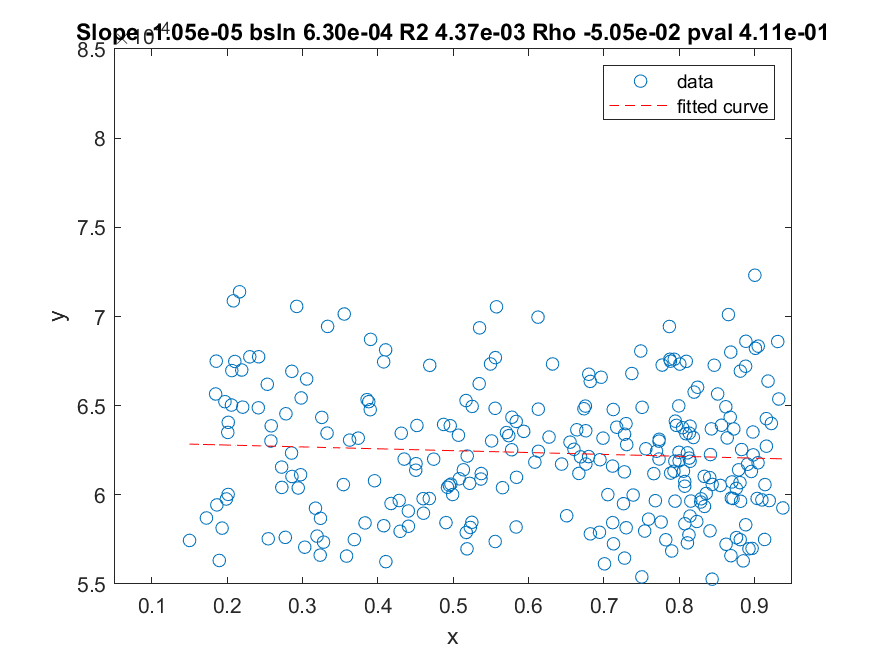 Slope -1.05e-05 bsln 6.30e-04 R2 4.37e-03 Rho -5.05e-02 pval 4.11e-01
×10⁻⁴
8.5
data
fitted curve
8
7.5
7
y
6.5
6
5.5
0.1 0.2 0.3 0.4 0.5 0.6 0.7 0.8 0.9
x